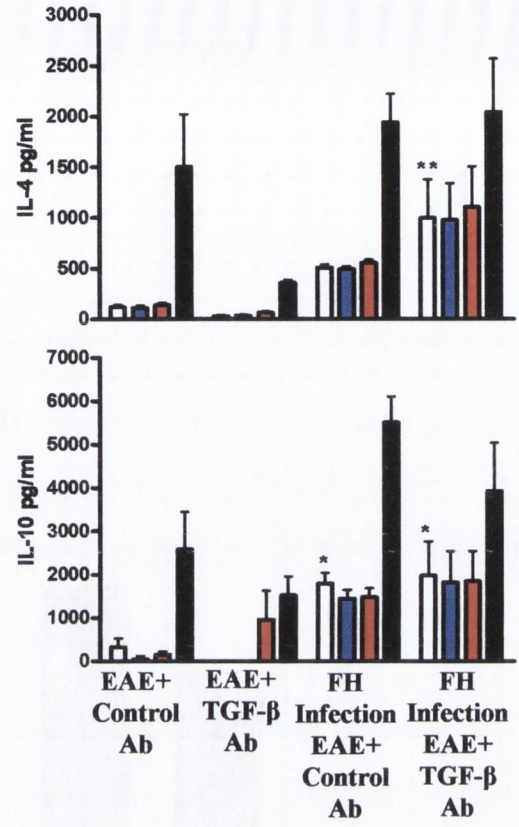 3000
2500
2000
1500
1000
500
0
IL-4 pg/ml
**
7000
6000
5000
4000
3000
2000
1000
0
IL-10 pg/ml
*
*
EAE+
Control
Ab
EAE+
TGF-β
Ab
FH
Infection
EAE+
Control
Ab
FH
Infection
EAE+
TGF-β
Ab